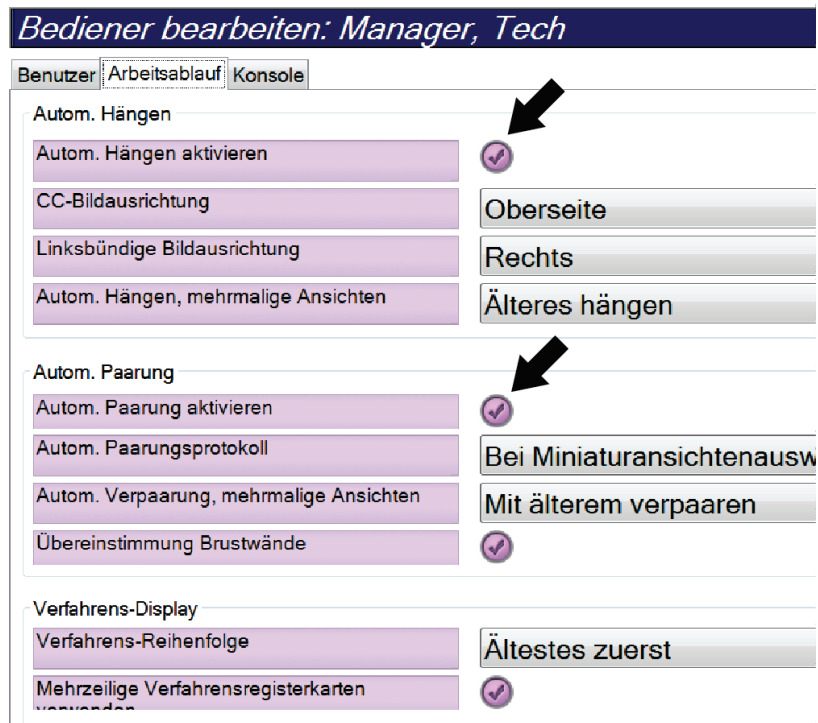 Bediener bearbeiten: Manager, Tech
Benutzer Arbeitsablauf Konsole
Autom. Hängen
Autom. Hängen aktivieren
CC-Bildausrichtung Oberseite
Linksbündige Bildausrichtung Rechts
Autom. Hängen, mehrmalige Ansichten Älteres hängen
Autom. Paarung
Autom. Paarung aktivieren
Autom. Paarungsprotokoll Bei Miniaturansichtenausw
Autom. Verpaarung, mehrmalige Ansichten Mit älterem verpaaren
Übereinstimmung Brustwände
Verfahrens-Display
Verfahrens-Reihenfolge Ältestes zuerst
Mehrzeilige Verfahrensregisterkarten
verwenden